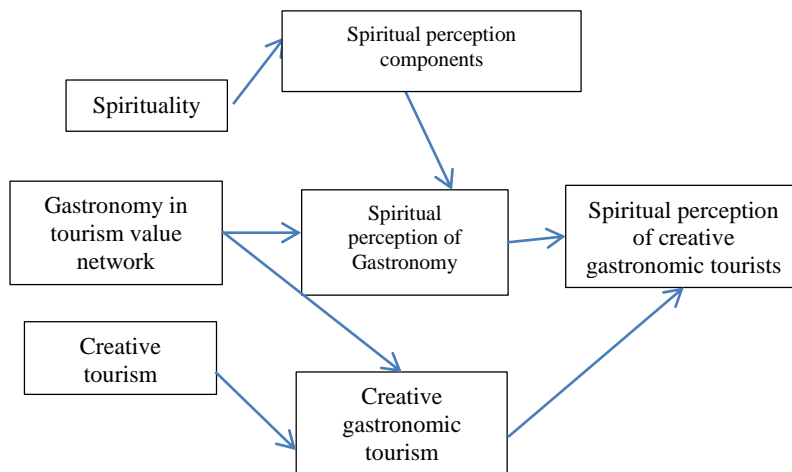 Spiritual perception
components
Spirituality
Gastronomy in
tourism value
network
Spiritual
perception of
Gastronomy
Spiritual perception
of creative
gastronomic tourists
Creative
tourism
Creative
gastronomic
tourism